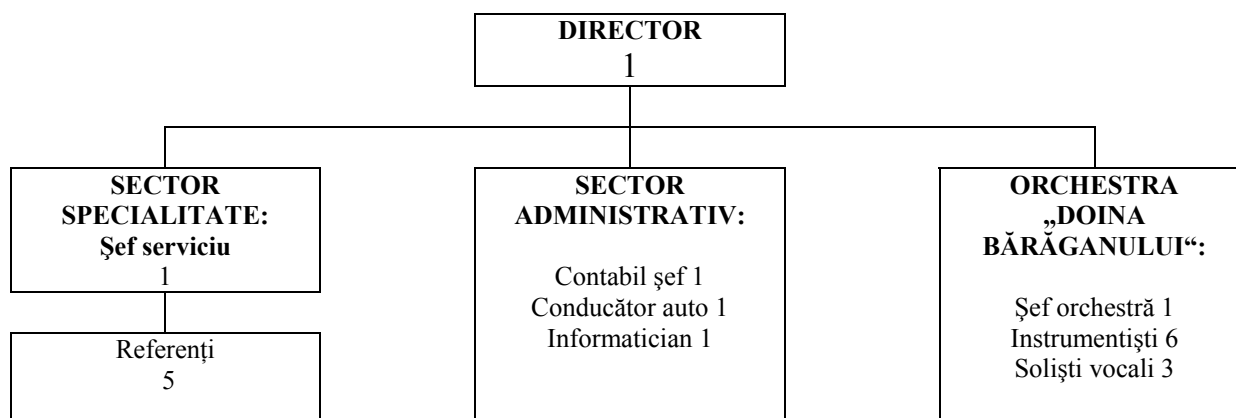 DIRECTOR
1
SECTOR
SPECIALITATE:
Şef serviciu
1
Referenți
5
SECTOR
ADMINISTRATIV:
Contabil şef 1
Conducător auto 1
Informatician 1
ORCHESTRA
„DOINA
BĂRĂGANULUI“:
Şef orchestră 1
Instrumentişti 6
Solişti vocali 3